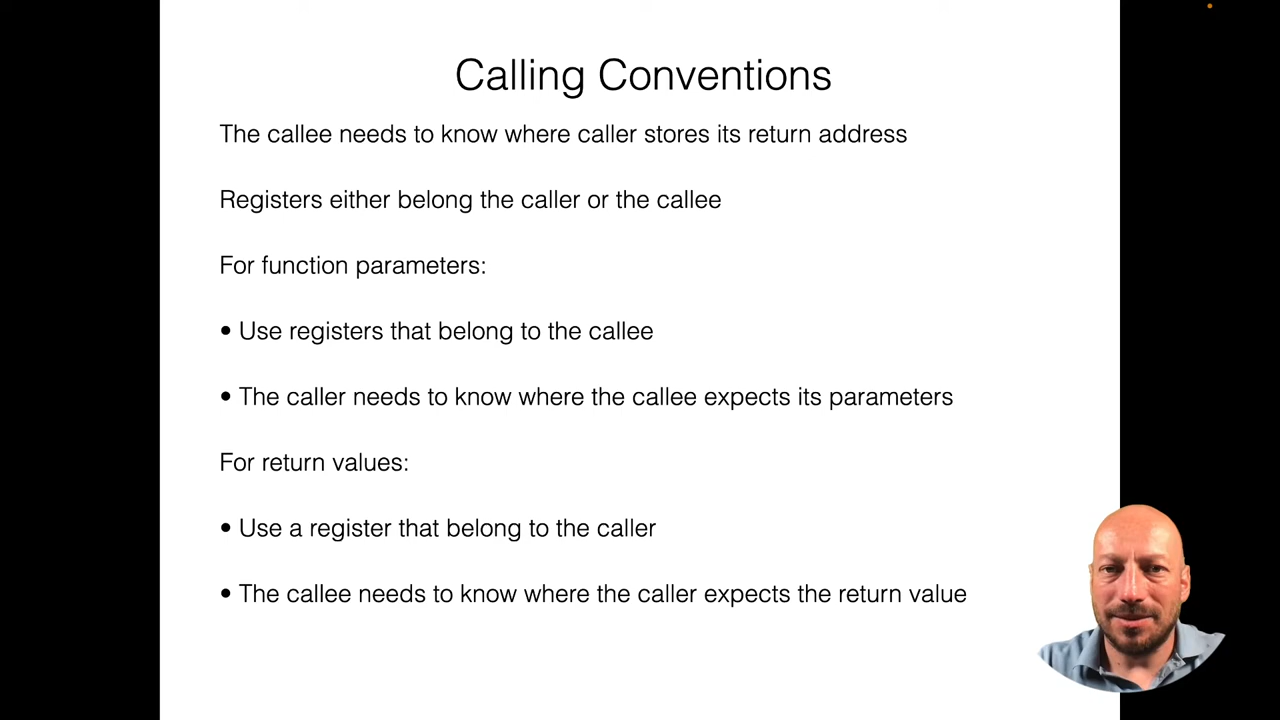 Calling Conventions
The callee needs to know where caller stores its return address
Registers either belong the caller or the callee
For function parameters:
• Use registers that belong to the callee
• The caller needs to know where the callee expects its parameters
For return values:
• Use a register that belong to the caller
• The callee needs to know where the caller expects the return value